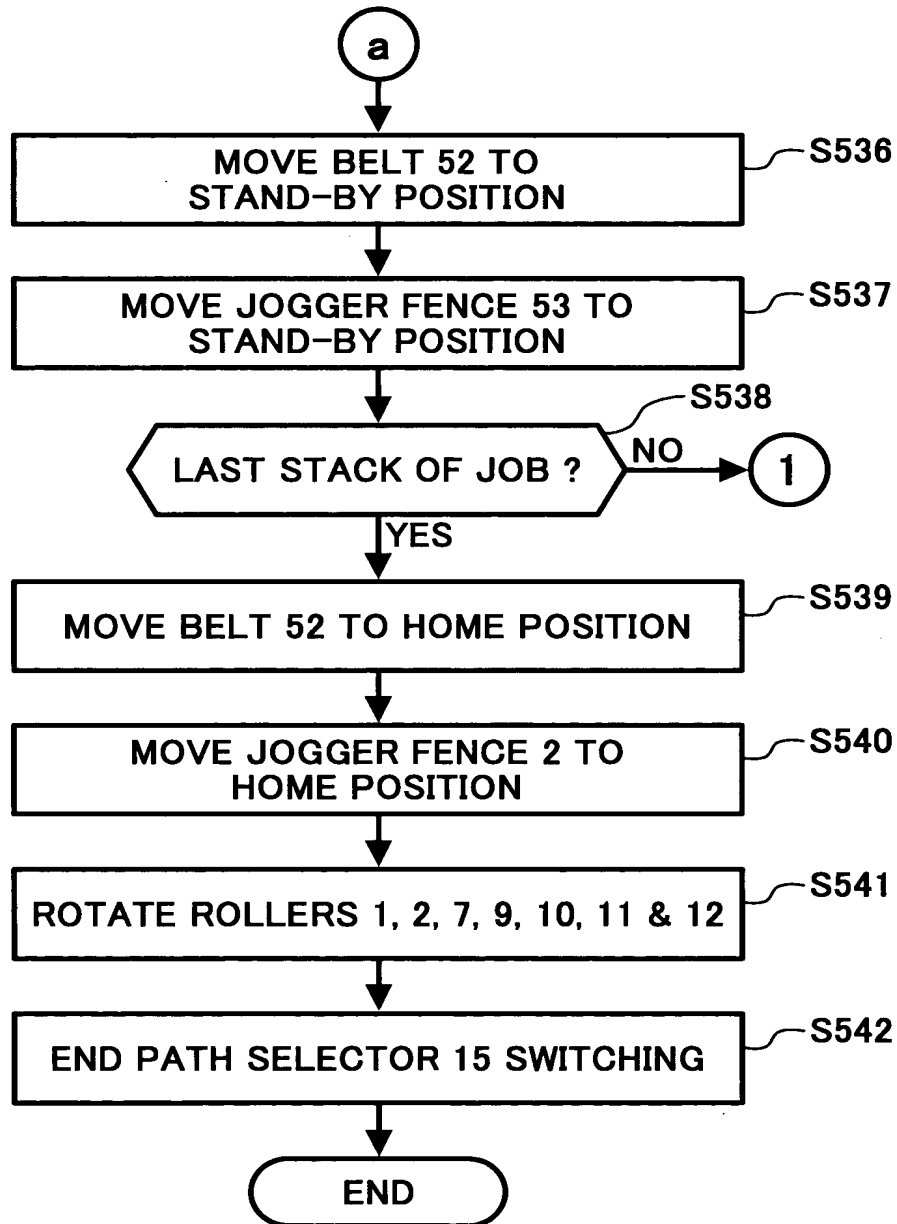 a
MOVE BELT 52 TO
STAND-BY POSITION
S536
MOVE JOGGER FENCE 53 TO
STAND-BY POSITION
S537
LAST STACK OF JOB ?
S538
NO
1
YES
MOVE BELT 52 TO HOME POSITION
S539
MOVE JOGGER FENCE 2 TO
HOME POSITION
S540
ROTATE ROLLERS 1, 2, 7, 9, 10, 11 & 12
S541
END PATH SELECTOR 15 SWITCHING
S542
END